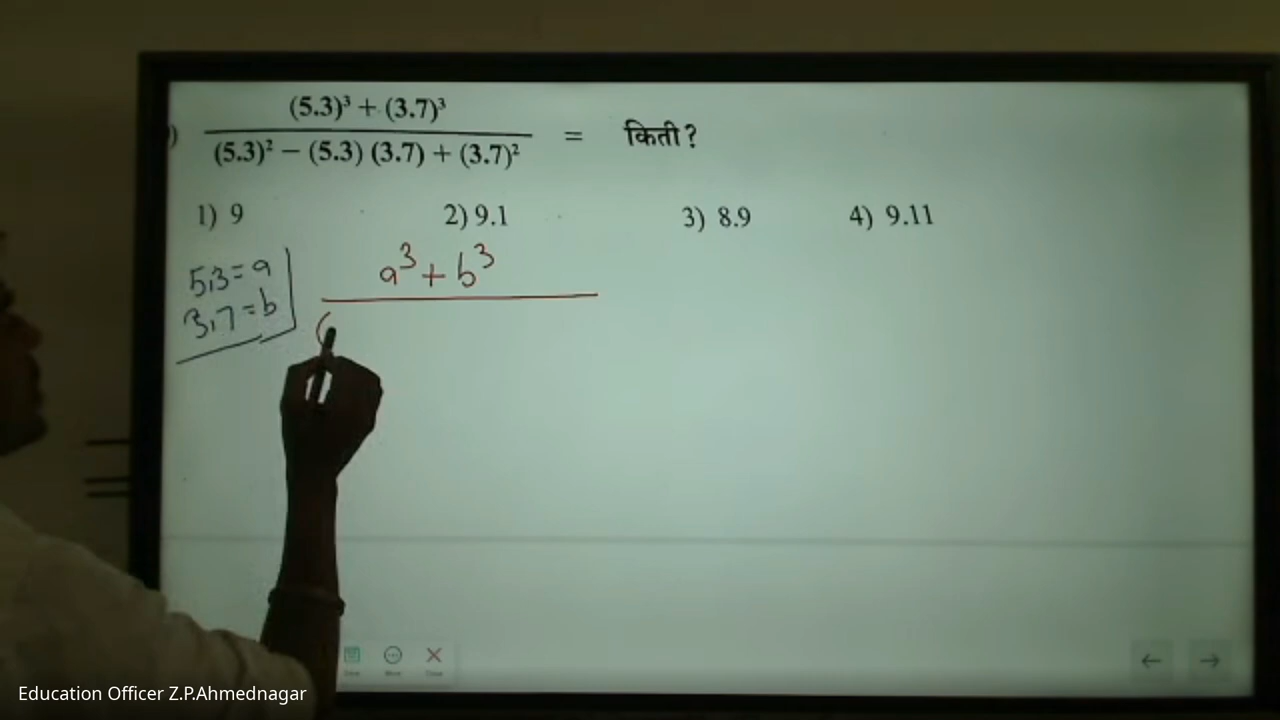 ) (5.3)³ + (3.7)³
(5.3)² − (5.3) (3.7) + (3.7)² = किती?
1) 9 2) 9.1 3) 8.9 4) 9.11
5.3 = a
3.7 = b
a³ + b³
(
Education Officer Z.P.Ahmednagar